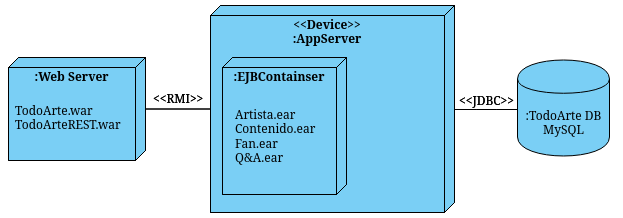 <<Device>>
:AppServer
:Web Server
TodoArte.war
TodoArteREST.war
<<RMI>>
:EJBContainser
Artista.ear
Contenido.ear
Fan.ear
Q&A.ear
<<JDBC>>
:TodoArte DB
MySQL